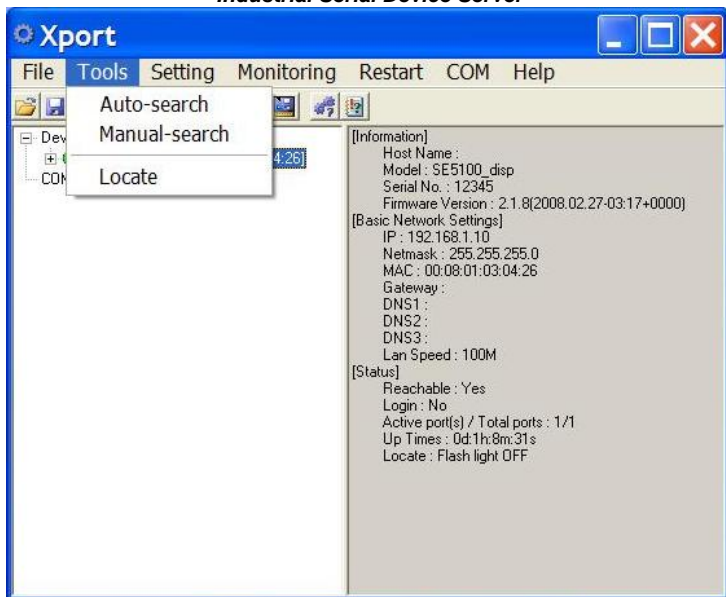 Industrial Serial Device Server
Xport
File Tools Setting Monitoring Restart COM Help
Auto-search
Manual-search
Locate
Dev
4:26]
[Information]
Host Name :
Model : SE5100_disp
Serial No. : 12345
Firmware Version : 2.1.8(2008.02.27-03:17+0000)
[Basic Network Settings]
IP : 192.168.1.10
Netmask : 255.255.255.0
MAC : 00:08:01:03:04:26
Gateway :
DNS1 :
DNS2 :
DNS3 :
Lan Speed : 100M
[Status]
Reachable : Yes
Login : No
Active port(s) / Total ports : 1/1
Up Times : 0d:1h:8m:31s
Locate : Flash light OFF